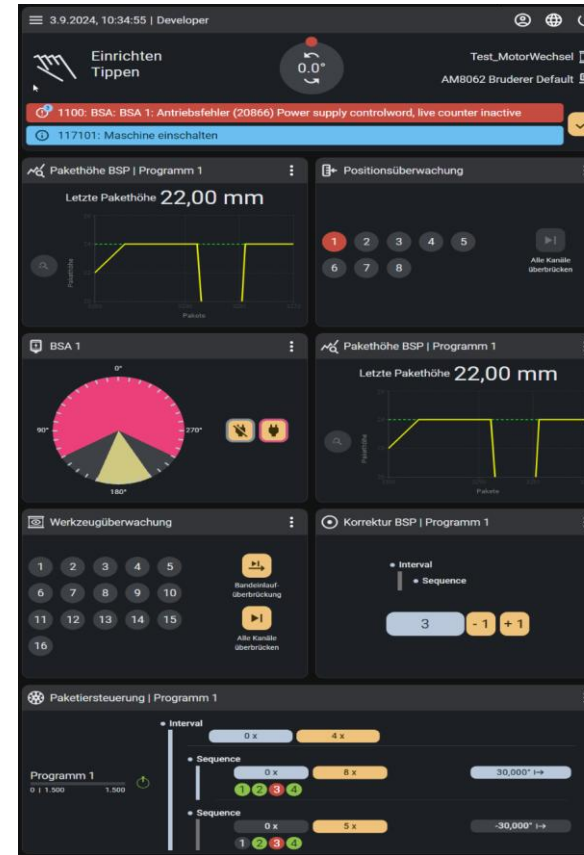 3.9.2024, 10:34:55 | Developer
Einrichten
Tippen
0.0°
Test_MotorWechsel
AM8062 Bruderer Default
1100: BSA: BSA 1: Antriebsfehler (20866) Power supply controlword, live counter inactive
117101: Maschine einschalten
Pakethöhe BSP | Programm 1
Letzte Pakethöhe 22,00 mm
Pakethöhe
Pakete
Positionsüberwachung
1 2 3 4 5
6 7 8
Alle Kanäle
überbrücken
BSA 1
0°
90° 270°
180°
Pakethöhe BSP | Programm 1
Letzte Pakethöhe 22,00 mm
Pakethöhe
Pakete
Werkzeugüberwachung
1 2 3 4 5
6 7 8 9 10
11 12 13 14 15
16
Bandeinlauf-
überbrückung
Alle Kanäle
überbrücken
Korrektur BSP | Programm 1
Interval
Sequence
3 - 1 + 1
Paketiersteuerung | Programm 1
Programm 1
0 | 1.500 1.500
Interval
0 x 4 x
Sequence
0 x 8 x 30,000°
1 2 3 4
Sequence
0 x 5 x -30,000°
1 2 3 4